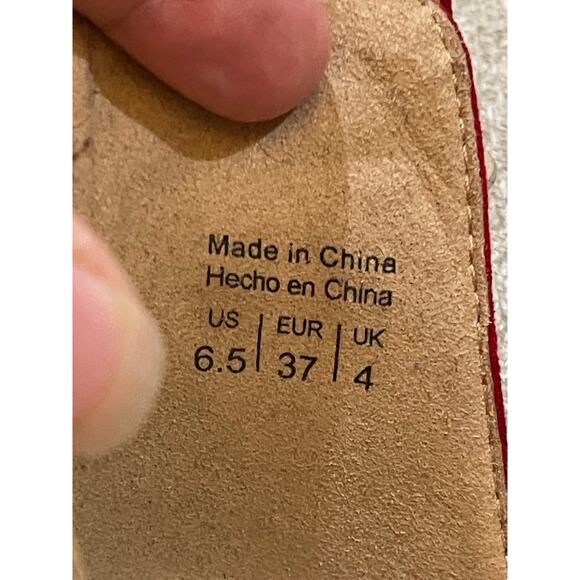 Made in China
Hecho en China
US | EUR | UK
6.5 | 37 | 4